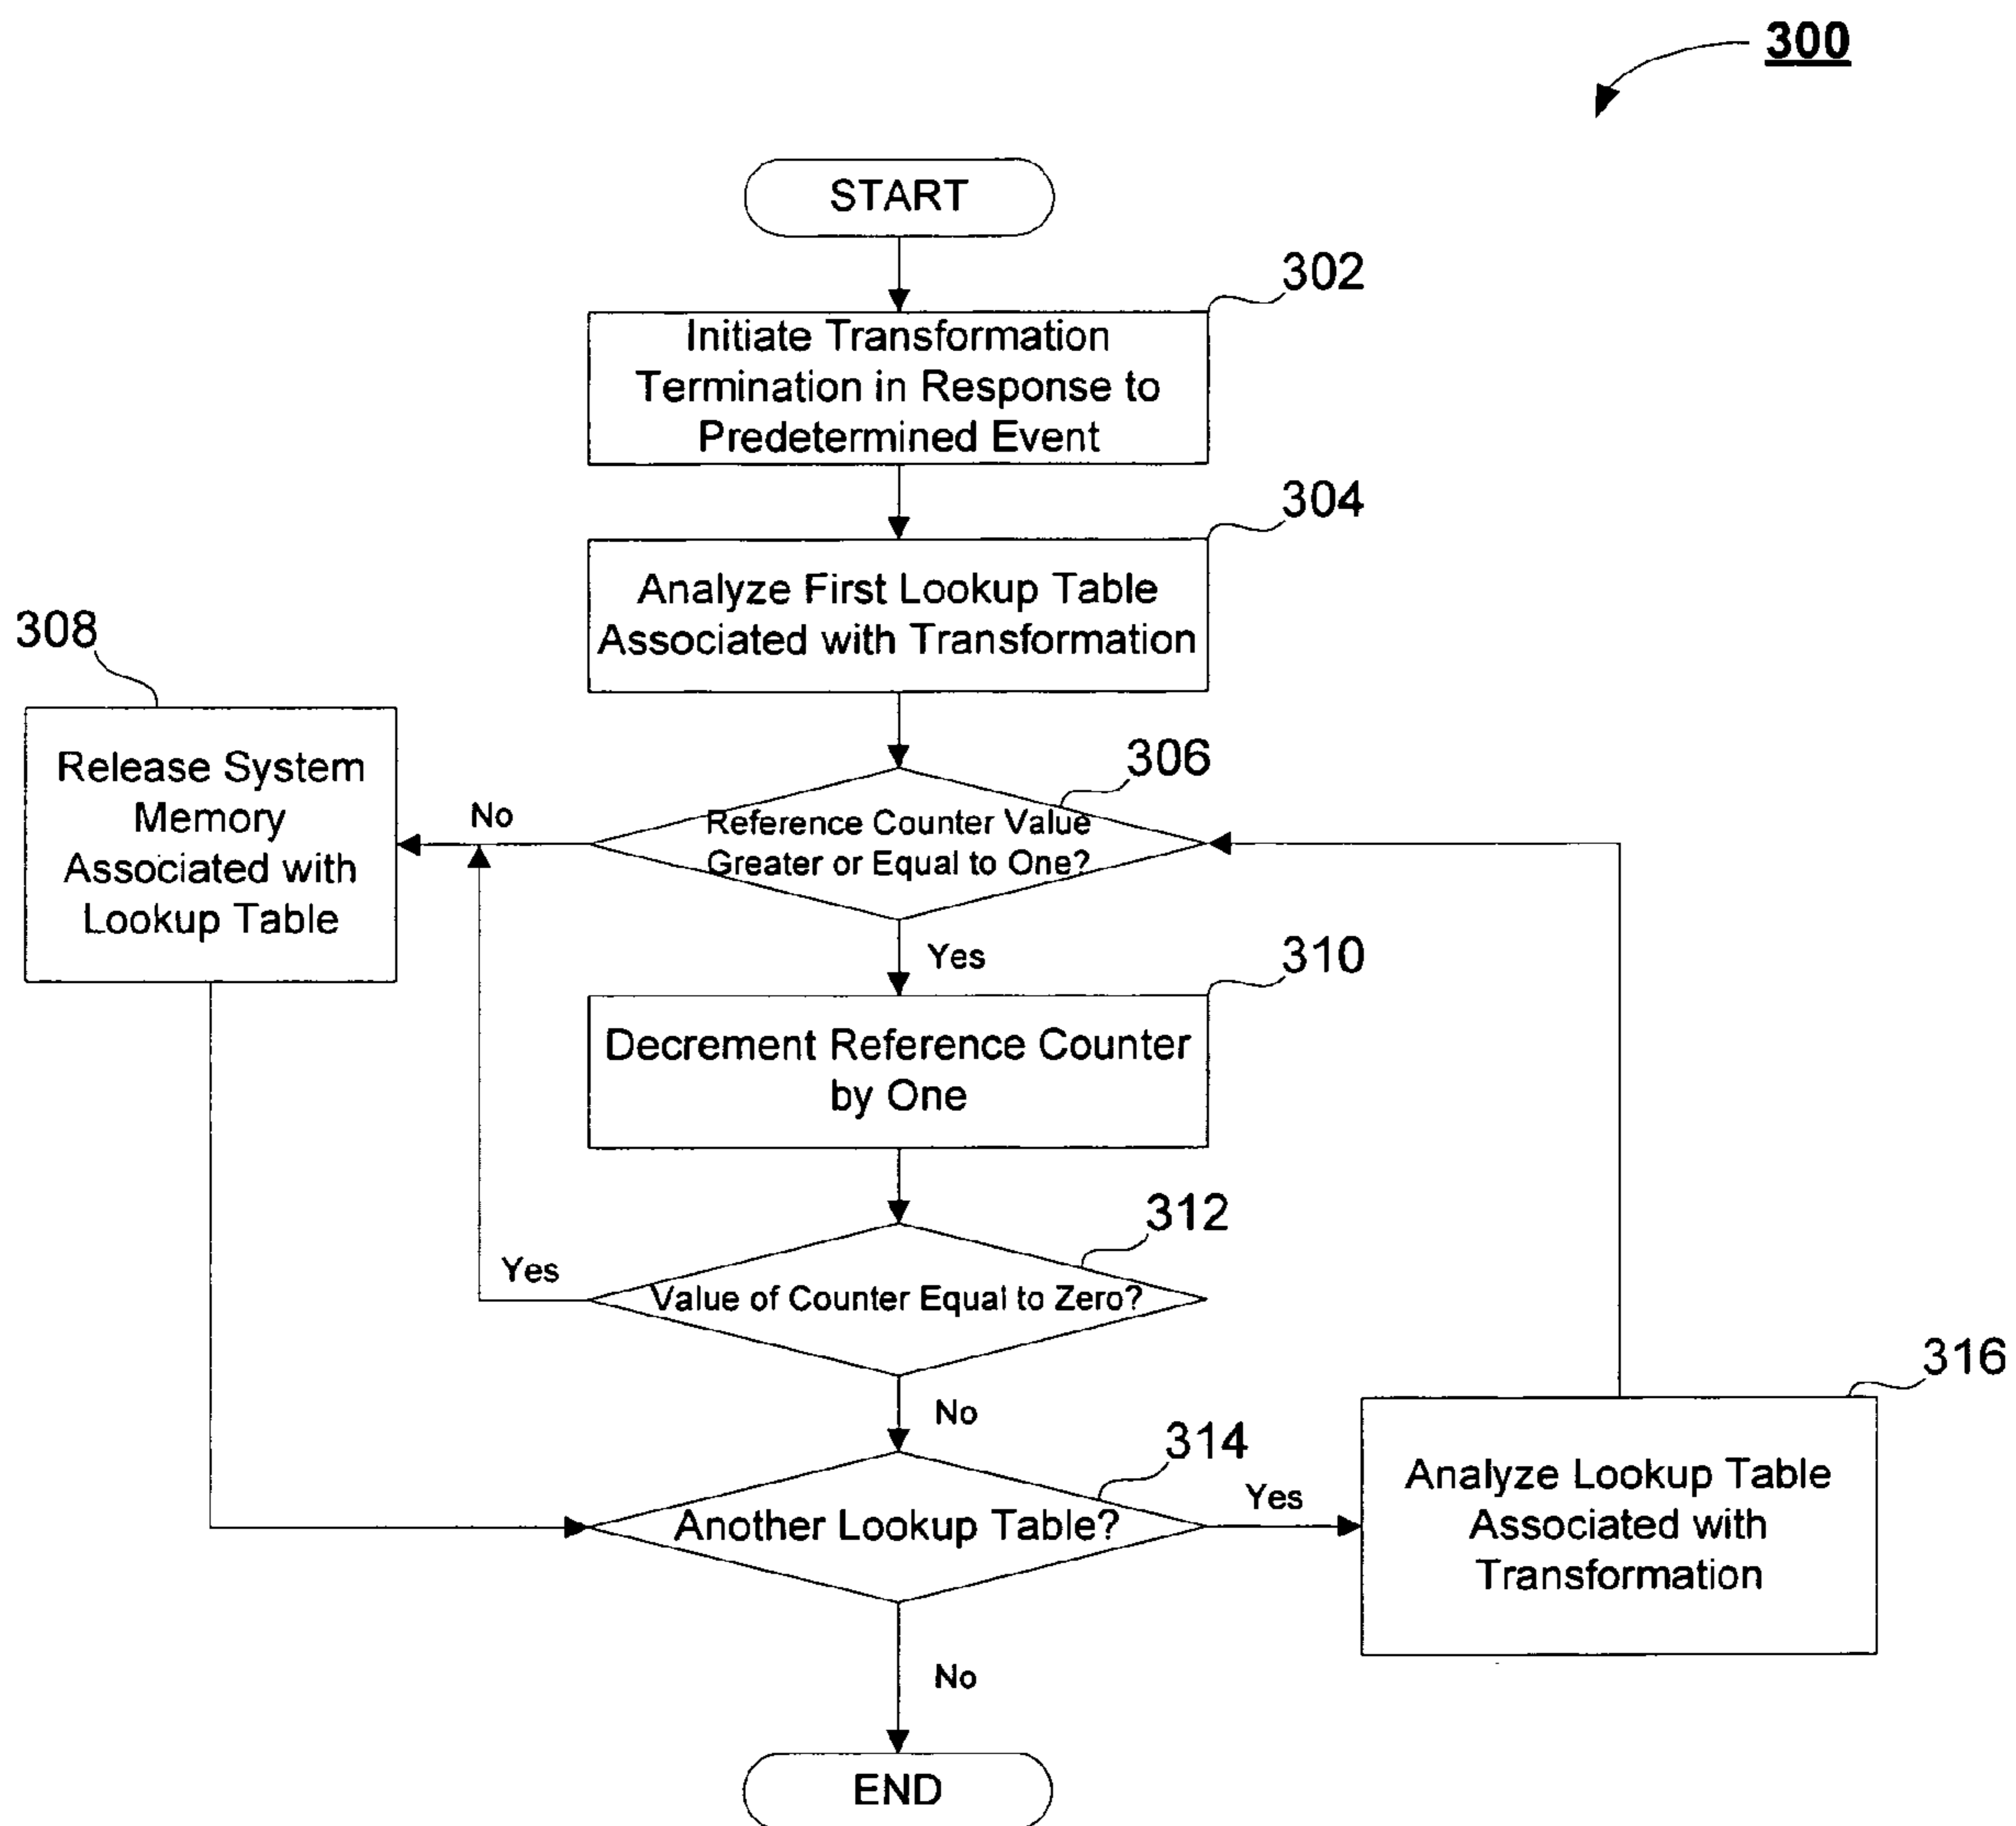 300
START
302
Initiate Transformation
Termination in Response to
Predetermined Event
304
Analyze First Lookup Table
Associated with Transformation
308
Release System
Memory
Associated with
Lookup Table
306
No
Reference Counter Value
Greater or Equal to One?
Yes
310
Decrement Reference Counter
by One
312
Yes
Value of Counter Equal to Zero?
No
314
Another Lookup Table?
Yes
316
Analyze Lookup Table
Associated with
Transformation
No
END